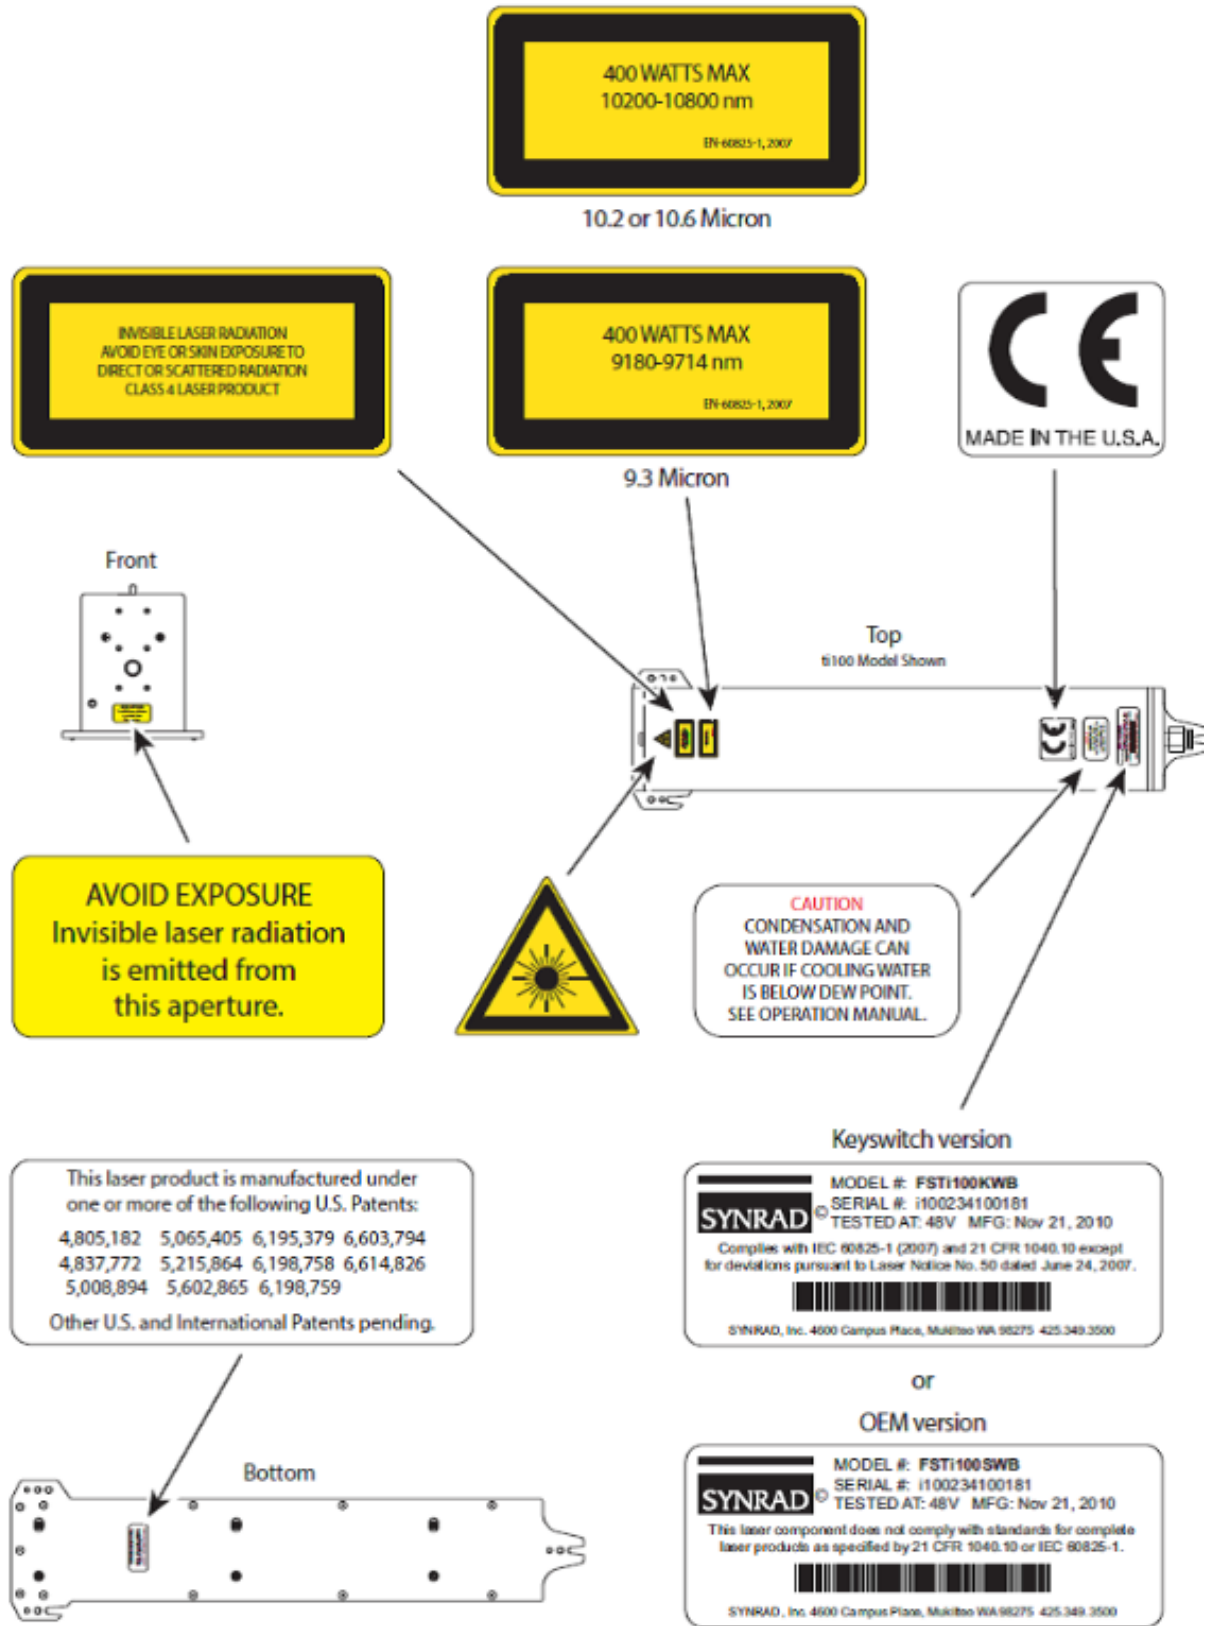 400 WATTS MAX
10200-10800 nm
EN-60825-1, 2007
10.2 or 10.6 Micron
INVISIBLE LASER RADIATION
AVOID EYE OR SKIN EXPOSURE TO
DIRECT OR SCATTERED RADIATION
CLASS 4 LASER PRODUCT
400 WATTS MAX
9180-9714 nm
EN-60825-1, 2007
9.3 Micron
CE
MADE IN THE U.S.A.
Front
Top
ti100 Model Shown
CE
AVOID EXPOSURE
Invisible laser radiation
is emitted from
this aperture.
CAUTION
CONDENSATION AND
WATER DAMAGE CAN
OCCUR IF COOLING WATER
IS BELOW DEW POINT.
SEE OPERATION MANUAL.
Keyswitch version
MODEL #: FSTi100KWB
SYNRAD © SERIAL #: i100234100181
TESTED AT: 48V MFG: Nov 21, 2010
Complies with IEC 60825-1 (2007) and 21 CFR 1040.10 except
for deviations pursuant to Laser Notice No. 50 dated June 24, 2007.
SYNRAD, Inc. 4600 Campus Place, Mukilteo WA 98275 425.349.3500
This laser product is manufactured under
one or more of the following U.S. Patents:
4,805,182 5,065,405 6,195,379 6,603,794
4,837,772 5,215,864 6,198,758 6,614,826
5,008,894 5,602,865 6,198,759
Other U.S. and International Patents pending.
or
OEM version
MODEL #: FSTi100SWB
SYNRAD © SERIAL #: i100234100181
TESTED AT: 48V MFG: Nov 21, 2010
This laser component does not comply with standards for complete
laser products as specified by 21 CFR 1040.10 or IEC 60825-1.
SYNRAD, Inc. 4600 Campus Place, Mukilteo WA 98275 425.349.3500
Bottom